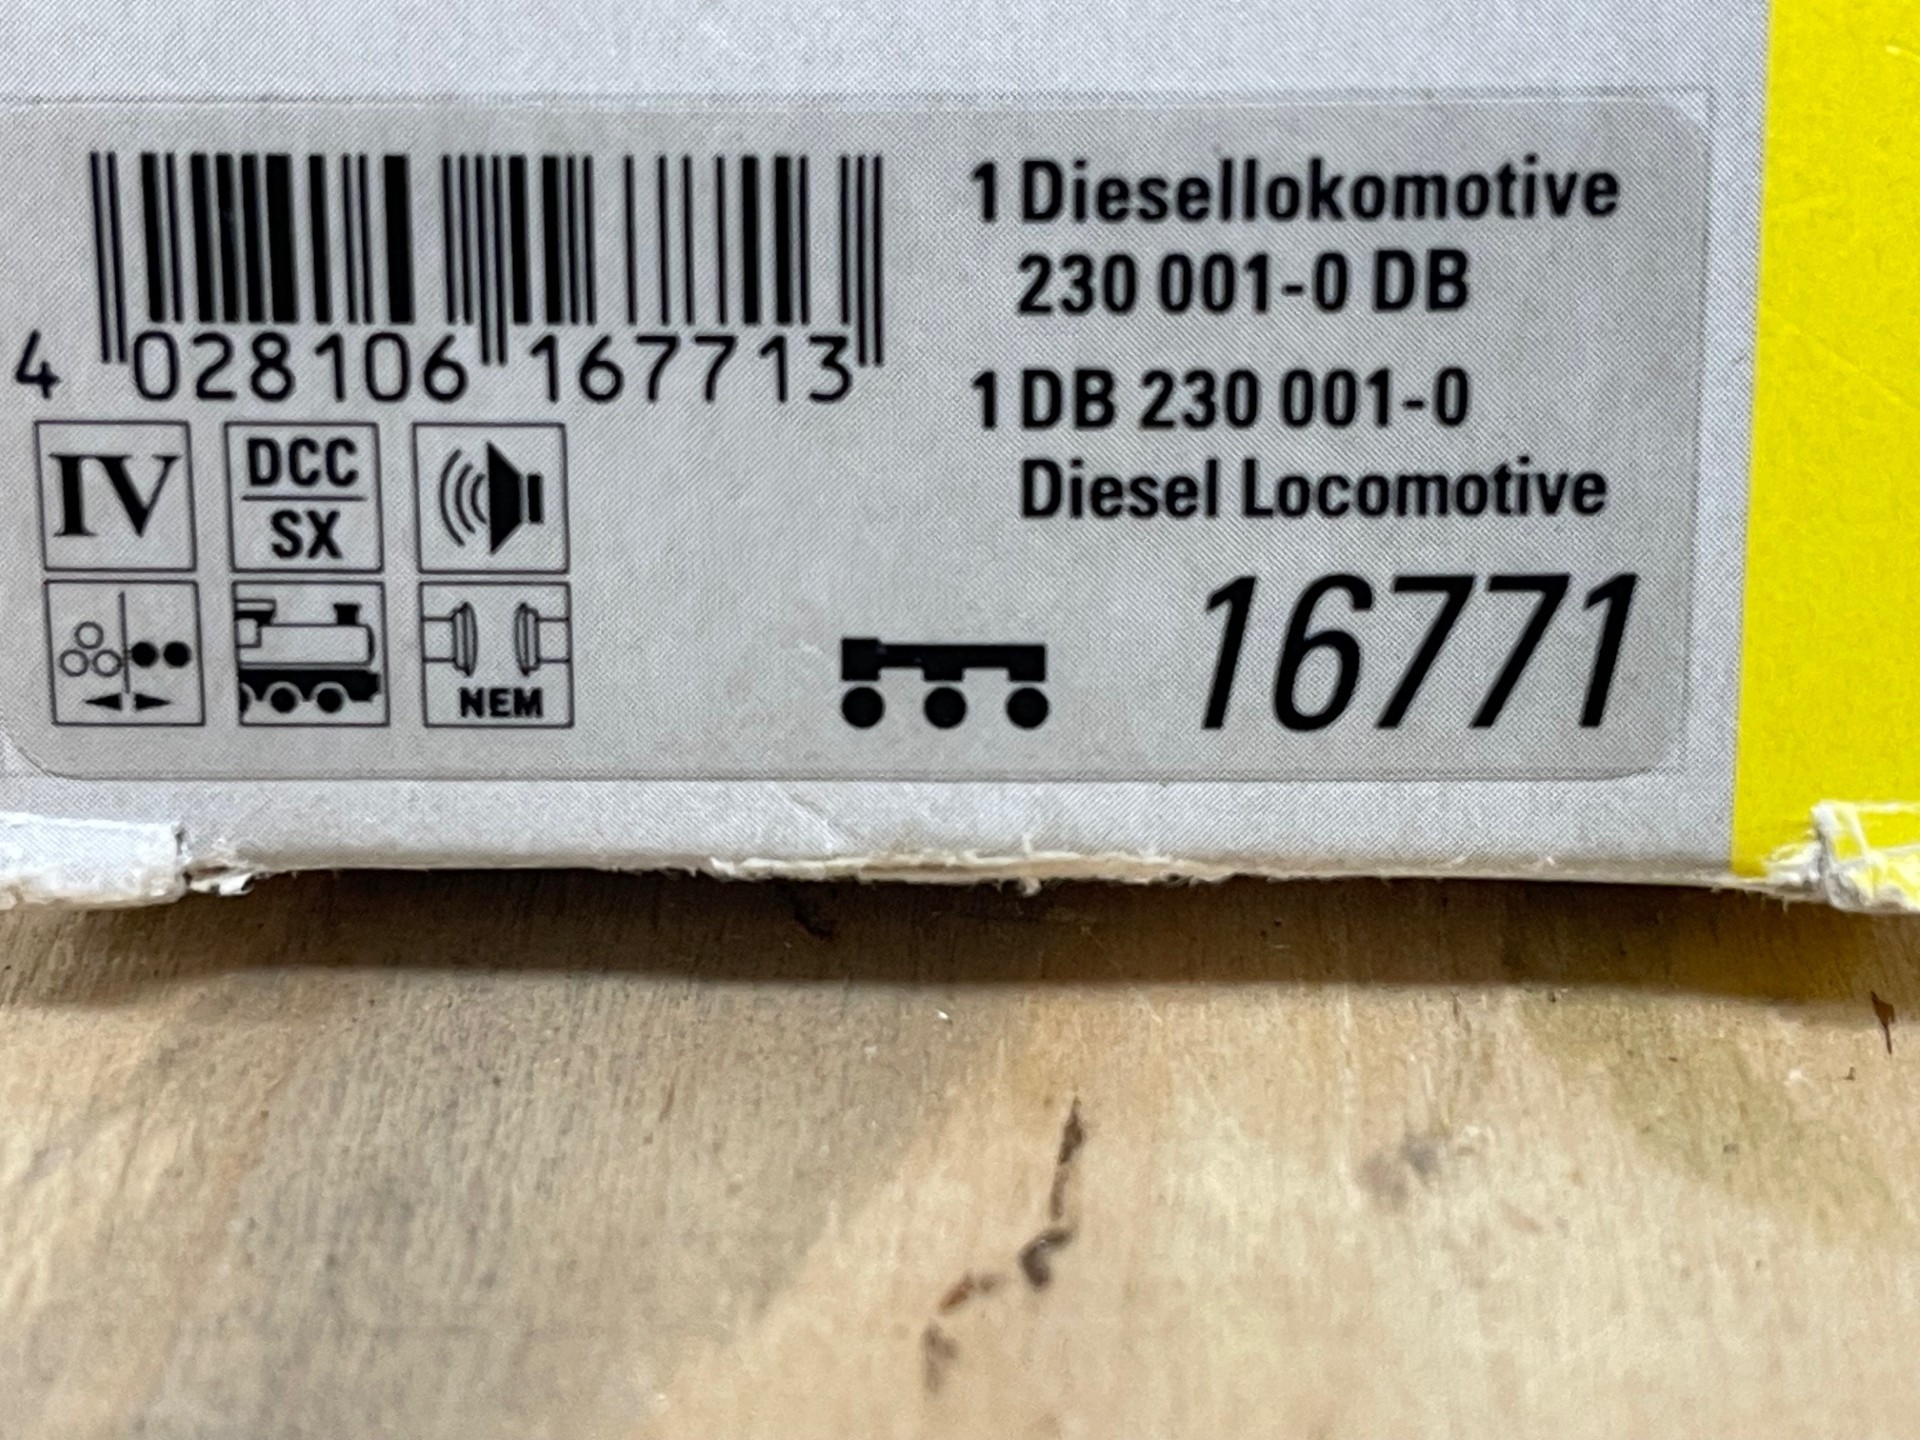 1 Diesellokomotive
230 001-0 DB
1 DB 230 001-0
Diesel Locomotive
4 028106 167713
IV
DCC
SX
NEM
16771